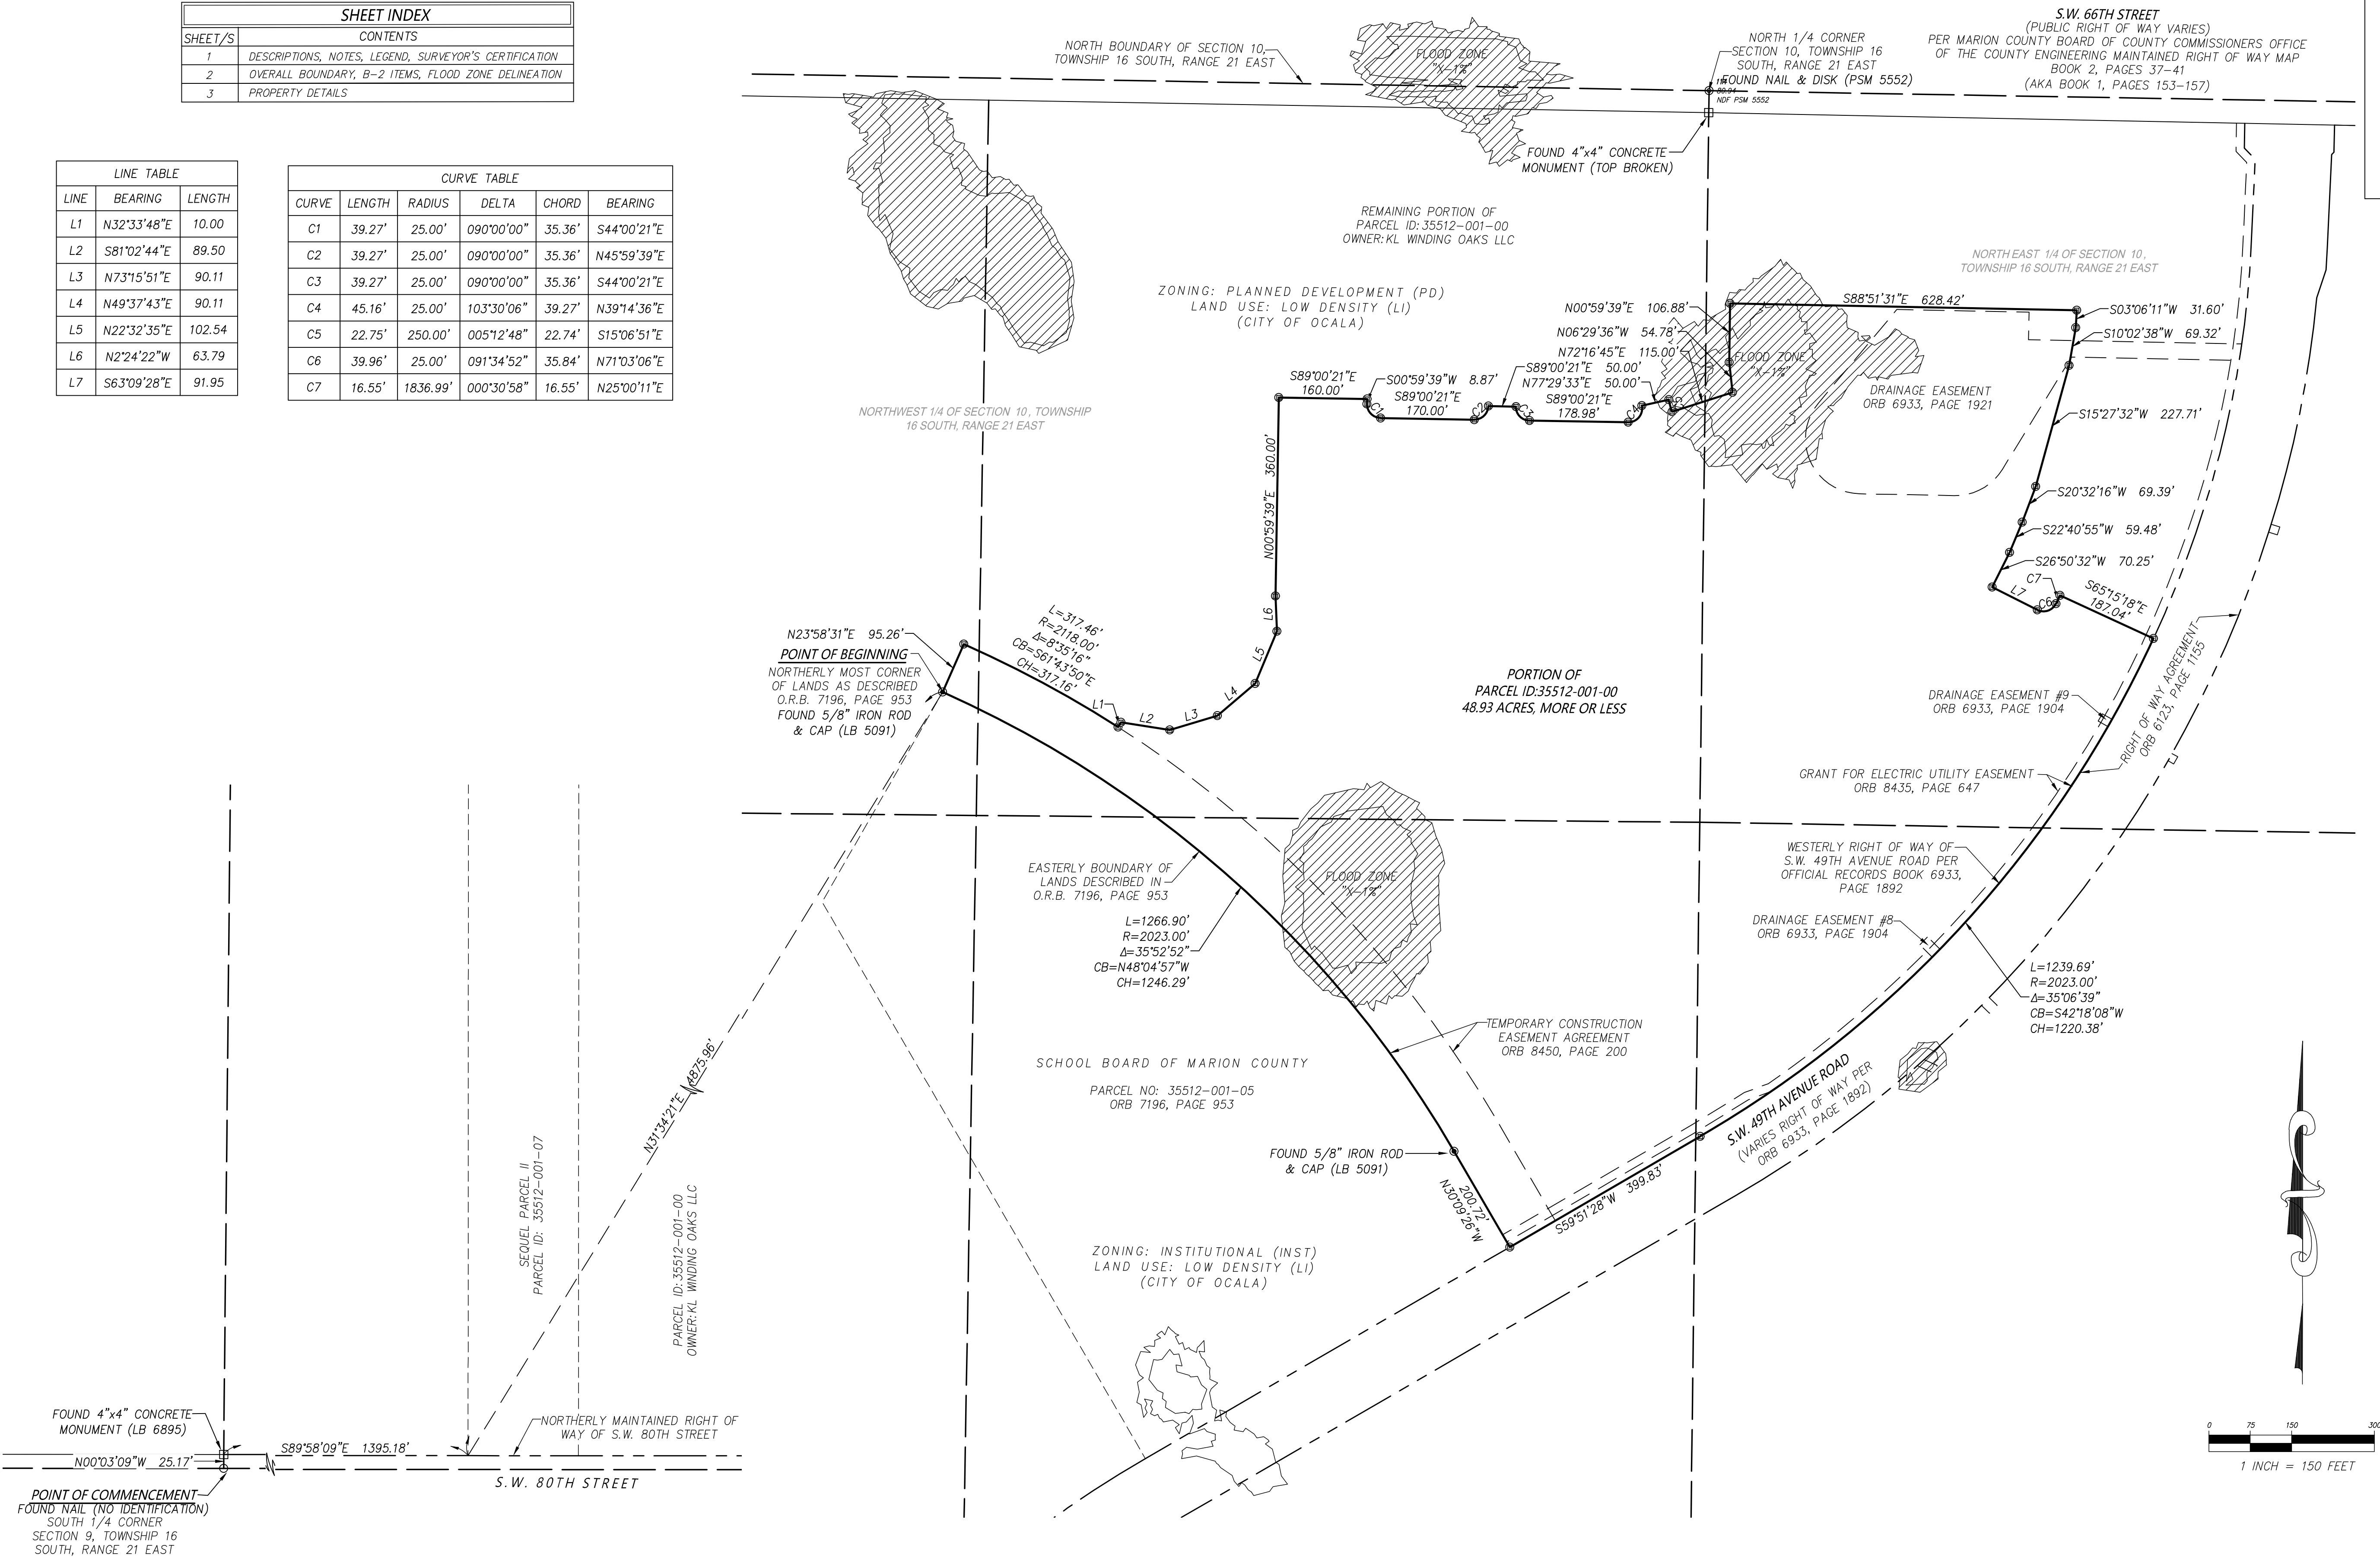 SHEET INDEX
SHEET/S CONTENTS
1 DESCRIPTIONS, NOTES, LEGEND, SURVEYOR'S CERTIFICATION
2 OVERALL BOUNDARY, B-2 ITEMS, FLOOD ZONE DELINEATION
3 PROPERTY DETAILS
LINE TABLE
LINE BEARING LENGTH
L1 N32°33'48"E 10.00
L2 S81°02'44"E 89.50
L3 N73°15'51"E 90.11
L4 N49°37'43"E 90.11
L5 N22°32'35"E 102.54
L6 N2°24'22"W 63.79
L7 S63°09'28"E 91.95
CURVE TABLE
CURVE LENGTH RADIUS DELTA CHORD BEARING
C1 39.27' 25.00' 090°00'00" 35.36' S44°00'21"E
C2 39.27' 25.00' 090°00'00" 35.36' N45°59'39"E
C3 39.27' 25.00' 090°00'00" 35.36' S44°00'21"E
C4 45.16' 25.00' 103°30'06" 39.27' N39°14'36"E
C5 22.75' 250.00' 005°12'48" 22.74' S15°06'51"E
C6 39.96' 25.00' 091°34'52" 35.84' N71°03'06"E
C7 16.55' 1836.99' 000°30'58" 16.55' N25°00'11"E
NORTH BOUNDARY OF SECTION 10,
TOWNSHIP 16 SOUTH, RANGE 21 EAST
FLOOD ZONE
"X-1%"
NORTH 1/4 CORNER
SECTION 10, TOWNSHIP 16
SOUTH, RANGE 21 EAST
FOUND NAIL & DISK (PSM 5552)
NDF PSM 5552
S.W. 66TH STREET
(PUBLIC RIGHT OF WAY VARIES)
PER MARION COUNTY BOARD OF COUNTY COMMISSIONERS OFFICE
OF THE COUNTY ENGINEERING MAINTAINED RIGHT OF WAY MAP
BOOK 2, PAGES 37-41
(AKA BOOK 1, PAGES 153-157)
FOUND 4"x4" CONCRETE
MONUMENT (TOP BROKEN)
REMAINING PORTION OF
PARCEL ID:35512-001-00
OWNER:KL WINDING OAKS LLC
NORTH EAST 1/4 OF SECTION 10 ,
TOWNSHIP 16 SOUTH, RANGE 21 EAST
ZONING: PLANNED DEVELOPMENT (PD)
LAND USE: LOW DENSITY (LI)
(CITY OF OCALA)
N00°59'39"E 106.88'
N06°29'36"W 54.78'
N72°16'45"E 115.00'
S89°00'21"E 50.00'
N77°29'33"E 50.00'
S88°51'31"E 628.42'
S03°06'11"W 31.60'
S10°02'38"W 69.32'
FLOOD ZONE
"X-1%"
DRAINAGE EASEMENT
ORB 6933, PAGE 1921
S89°00'21"E
160.00'
S00°59'39"W 8.87'
S89°00'21"E
170.00'
S89°00'21"E
178.98'
C1
C2
C3
C4
C5
NORTHWEST 1/4 OF SECTION 10 , TOWNSHIP
16 SOUTH, RANGE 21 EAST
S15°27'32"W 227.71'
N00°59'39"E 360.00'
S20°32'16"W 69.39'
S22°40'55"W 59.48'
S26°50'32"W 70.25'
C7
L7
C6
S65°15'18"E
187.04'
L6
L=317.46'
R=2118.00'
Δ=8°35'16"
CB=S61°43'50"E
CH=317.16'
N23°58'31"E 95.26'
POINT OF BEGINNING
NORTHERLY MOST CORNER
OF LANDS AS DESCRIBED
O.R.B. 7196, PAGE 953
FOUND 5/8" IRON ROD
& CAP (LB 5091)
L5
L4
L1
L2
L3
PORTION OF
PARCEL ID:35512-001-00
48.93 ACRES, MORE OR LESS
DRAINAGE EASEMENT #9
ORB 6933, PAGE 1904
RIGHT OF WAY AGREEMENT
ORB 6123, PAGE 1155
GRANT FOR ELECTRIC UTILITY EASEMENT
ORB 8435, PAGE 647
EASTERLY BOUNDARY OF
LANDS DESCRIBED IN
O.R.B. 7196, PAGE 953
L=1266.90'
R=2023.00'
Δ=35°52'52"
CB=N48°04'57"W
CH=1246.29'
FLOOD ZONE
"X-1%"
WESTERLY RIGHT OF WAY OF
S.W. 49TH AVENUE ROAD PER
OFFICIAL RECORDS BOOK 6933,
PAGE 1892
DRAINAGE EASEMENT #8
ORB 6933, PAGE 1904
L=1239.69'
R=2023.00'
Δ=35°06'39"
CB=S42°18'08"W
CH=1220.38'
TEMPORARY CONSTRUCTION
EASEMENT AGREEMENT
ORB 8450, PAGE 200
SCHOOL BOARD OF MARION COUNTY
PARCEL NO: 35512-001-05
ORB 7196, PAGE 953
N31°34'21"E 4875.96'
S.W. 49TH AVENUE ROAD
(VARIES RIGHT OF WAY PER
ORB 6933, PAGE 1892)
FOUND 5/8" IRON ROD
& CAP (LB 5091)
200.72'
N30°09'26"W
S59°51'28"W 399.83'
SEQUEL PARCEL II
PARCEL ID: 35512-001-07
PARCEL ID:35512-001-00
OWNER:KL WINDING OAKS LLC
ZONING: INSTITUTIONAL (INST)
LAND USE: LOW DENSITY (LI)
(CITY OF OCALA)
FOUND 4"x4" CONCRETE
MONUMENT (LB 6895)
NORTHERLY MAINTAINED RIGHT OF
WAY OF S.W. 80TH STREET
S89°58'09"E 1395.18'
N00°03'09"W 25.17'
S.W. 80TH STREET
POINT OF COMMENCEMENT
FOUND NAIL (NO IDENTIFICATION)
SOUTH 1/4 CORNER
SECTION 9, TOWNSHIP 16
SOUTH, RANGE 21 EAST
0 75 150 300
1 INCH = 150 FEET